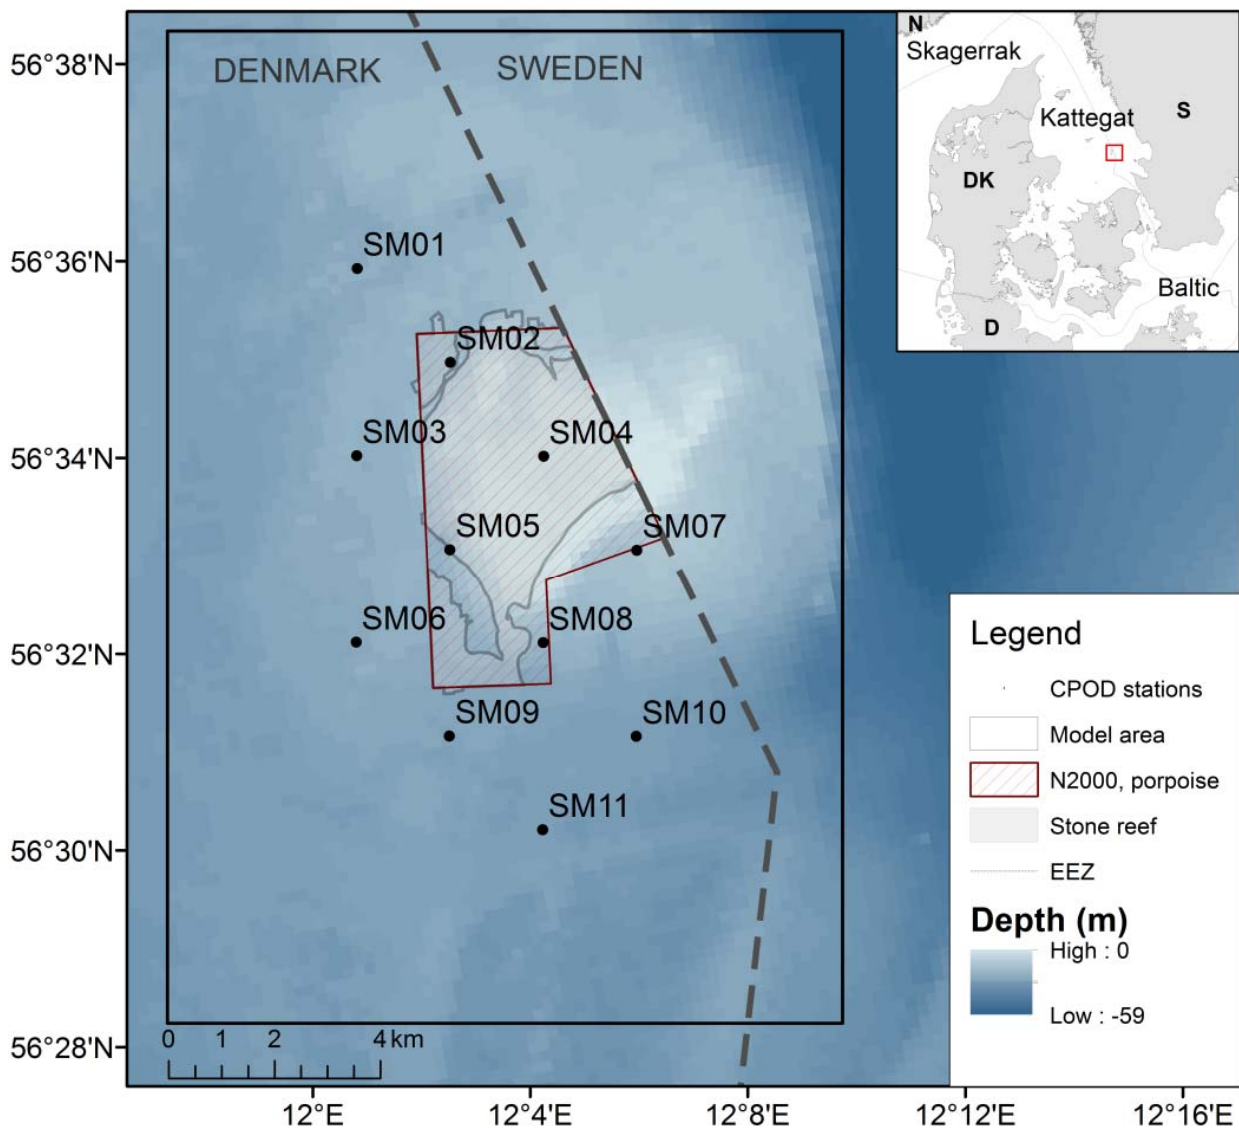 56°38'N
56°36'N
56°34'N
56°32'N
56°30'N
56°28'N
DENMARK
SWEDEN
SM01
SM02
SM03
SM04
SM05
SM07
SM06
SM08
SM09
SM10
SM11
0 1 2 4 km
12°E
12°4'E
12°8'E
12°12'E
12°16'E
N
Skagerrak
Kattegat
S
DK
Baltic
D
Legend
CPOD stations
Model area
N2000, porpoise
Stone reef
EEZ
Depth (m)
High : 0
Low : -59